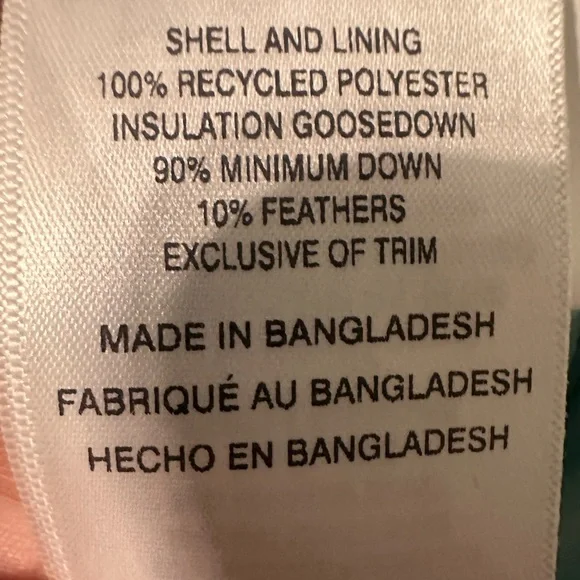 SHELL AND LINING
100% RECYCLED POLYESTER
INSULATION GOOSEDOWN
90% MINIMUM DOWN
10% FEATHERS
EXCLUSIVE OF TRIM
MADE IN BANGLADESH
FABRIQUÉ AU BANGLADESH
HECHO EN BANGLADESH